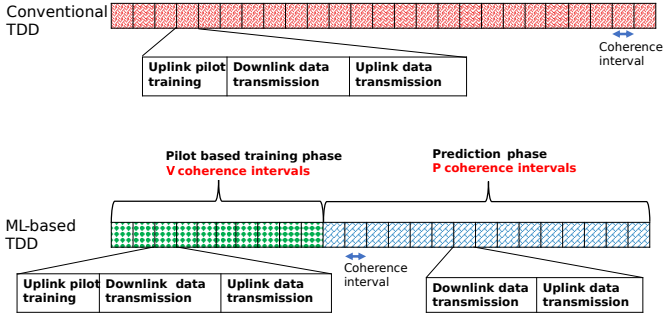 Conventional
TDD
Coherence
interval
Uplink pilot
training
Downlink data
transmission
Uplink data
transmission
Pilot based training phase
V coherence intervals
Prediction phase
P coherence intervals
ML-based
TDD
Coherence
interval
Uplink pilot
training
Downlink data
transmission
Uplink data
transmission
Downlink data
transmission
Uplink data
transmission